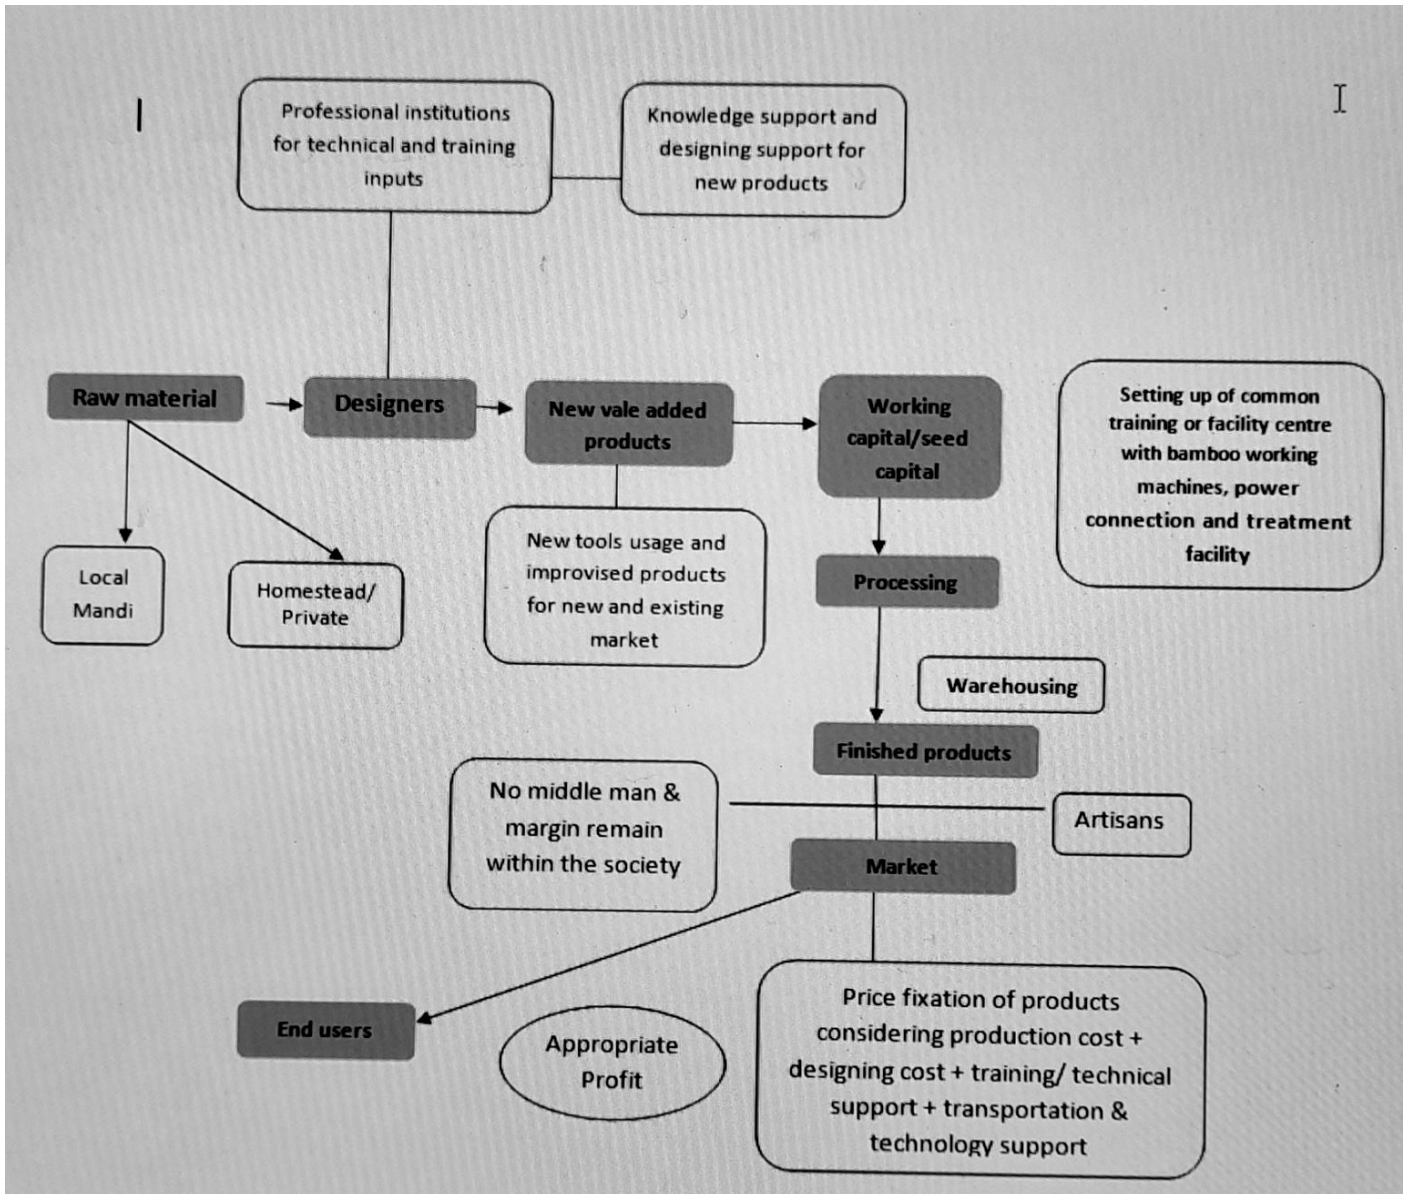 Professional institutions
for technical and training
inputs
Knowledge support and
designing support for
new products
Raw material
Designers
New vale added
products
Working
capital/seed
capital
Setting up of common
training or facility centre
with bamboo working
machines, power
connection and treatment
facility
Local
Mandi
Homestead/
Private
New tools usage and
improvised products
for new and existing
market
Processing
Warehousing
Finished products
No middle man &
margin remain
within the society
Artisans
Market
End users
Appropriate
Profit
Price fixation of products
considering production cost +
designing cost + training/ technical
support + transportation &
technology support